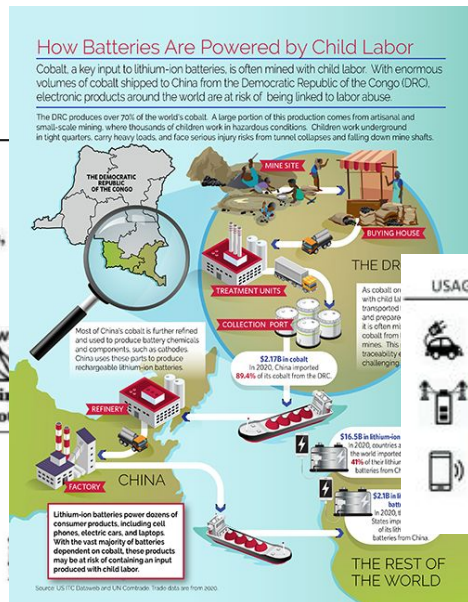 How Batteries Are Powered by Child Labor
Cobalt, a key input to lithium-ion batteries, is often mined with child labor. With enormous
volumes of cobalt shipped to China from the Democratic Republic of the Congo (DRC),
electronic products around the world are at risk of being linked to labor abuse.
The DRC produces over 70% of the world's cobalt. A large portion of this production comes from artisanal and
small-scale mining, where thousands of children work in hazardous conditions. Children work underground
in tight quarters, carry heavy loads, and face serious injury risks from tunnel collapses and falling down mine shafts.
THE DEMOCRATIC
REPUBLIC
OF THE CONGO
MINE SITE
BUYING HOUSE
THE DR
TREATMENT UNITS
COLLECTION PORT
As cobalt or
with child la
transported
and prepare
it is often mi
cobalt from
mines. This
traceability
challenging
USAG
Most of China's cobalt is further refined
and used to produce battery chemicals
and components, such as cathodes.
China uses these parts to produce
rechargeable lithium-ion batteries.
$2.17B in cobalt
In 2020, China imported
89.4% of its cobalt from the DRC.
REFINERY
FACTORY
CHINA
$16.5B in lithium-ion
In 2020, countries a
the world imported
41% of their lithium
batteries from Ch
$2.1B in li
batt
In 2020, t
States impo
of its lith
batteries from China.
Lithium-ion batteries power dozens of
consumer products, including cell
phones, electric cars, and laptops.
With the vast majority of batteries
dependent on cobalt, these products
may be at risk of containing an input
produced with child labor.
THE REST OF
THE WORLD
Source: US ITC Dataweb and UN Comtrade. Trade data are from 2020.